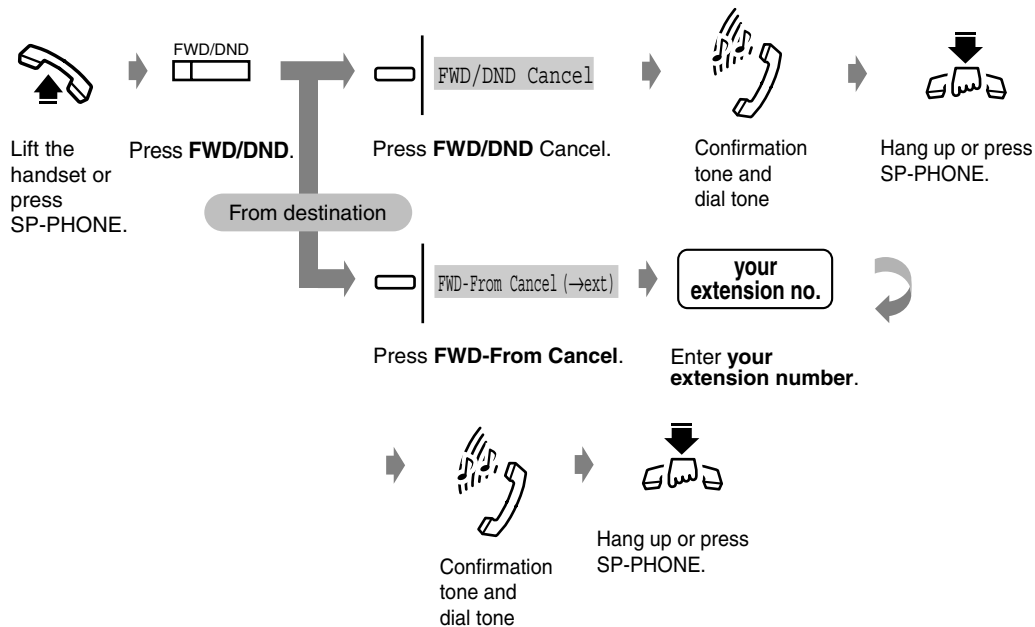 FWD/DND
FWD/DND Cancel
Lift the
handset or
press
SP-PHONE.
Press FWD/DND.
Press FWD/DND Cancel.
Confirmation
tone and
dial tone
Hang up or press
SP-PHONE.
From destination
FWD-From Cancel (→ext)
your
extension no.
Press FWD-From Cancel.
Enter your
extension number.
Confirmation
tone and
dial tone
Hang up or press
SP-PHONE.